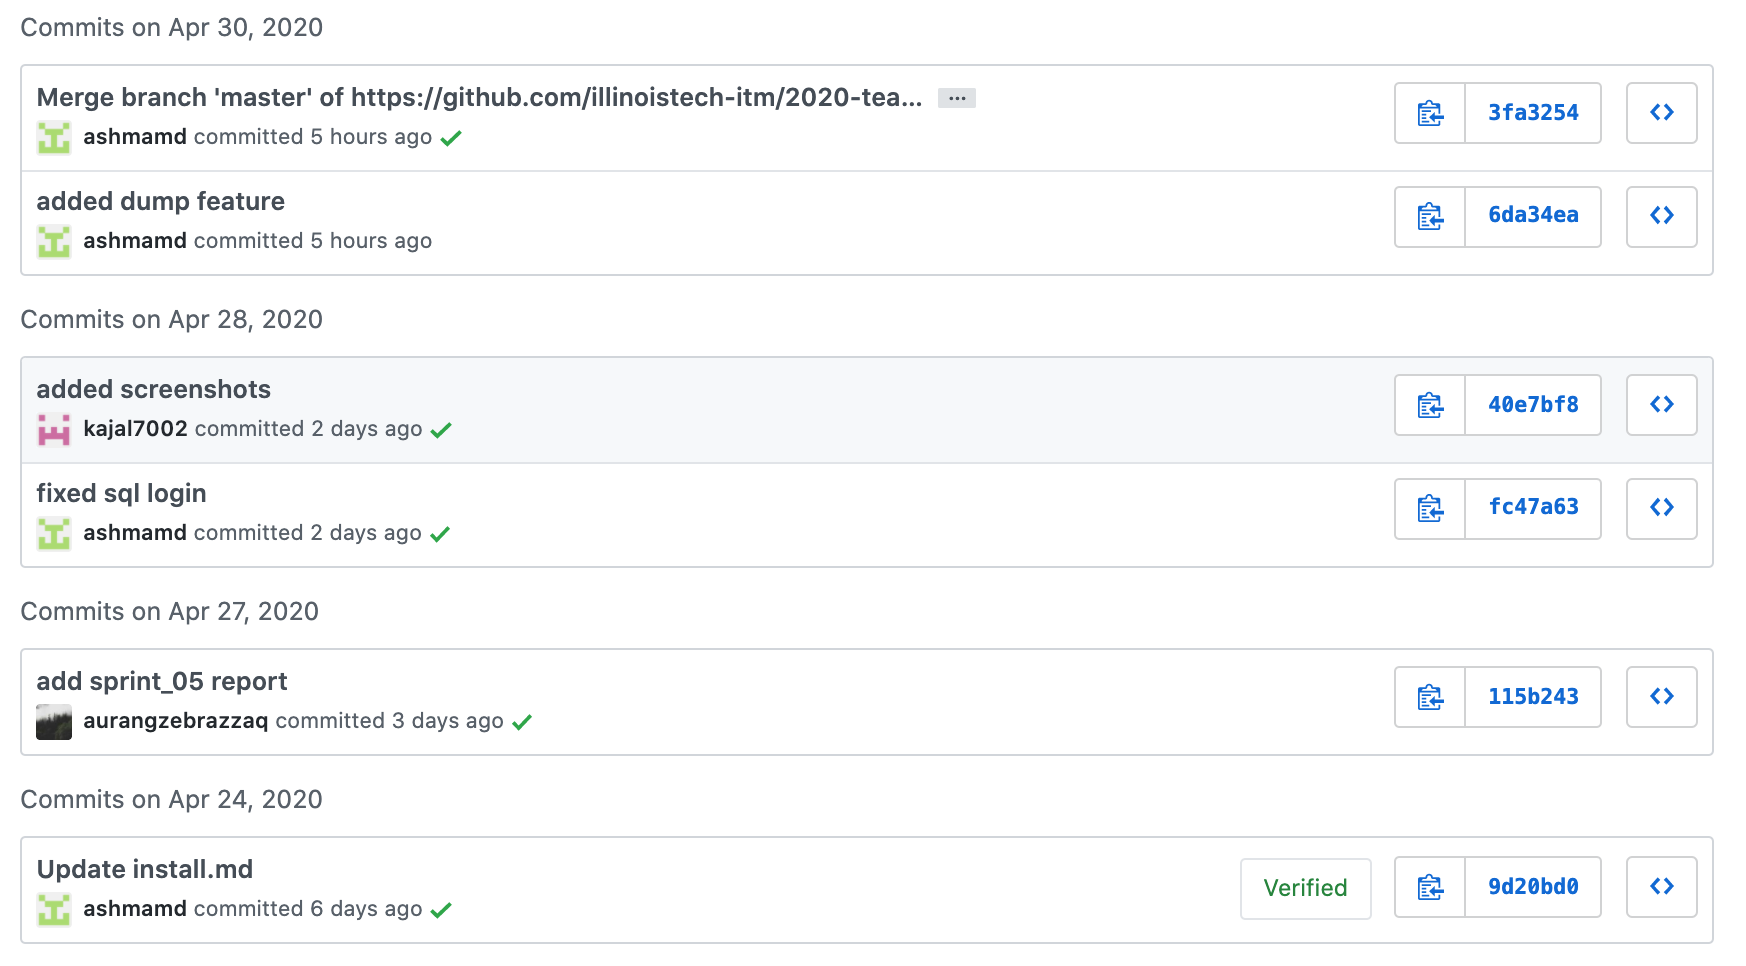 Commits on Apr 30, 2020
Merge branch 'master' of https://github.com/illinoistech-itm/2020-tea... ...
3fa3254
ashmamd committed 5 hours ago
added dump feature
6da34ea
ashmamd committed 5 hours ago
Commits on Apr 28, 2020
added screenshots
40e7bf8
kajal7002 committed 2 days ago
fixed sql login
fc47a63
ashmamd committed 2 days ago
Commits on Apr 27, 2020
add sprint_05 report
115b243
aurangzebrazzaq committed 3 days ago
Commits on Apr 24, 2020
Update install.md
Verified
9d20bd0
ashmamd committed 6 days ago